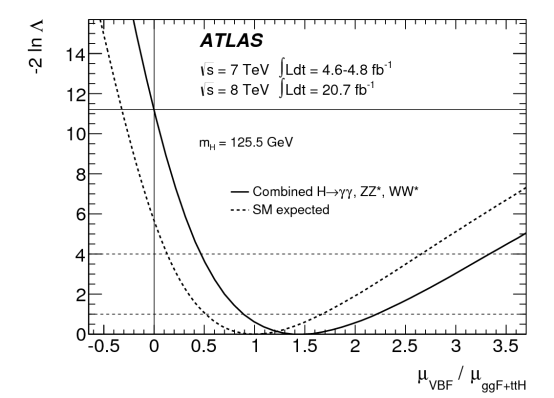 -2 ln Λ
14
12
10
8
6
4
2
0
ATLAS
√s = 7 TeV ∫Ldt = 4.6-4.8 fb⁻¹
√s = 8 TeV ∫Ldt = 20.7 fb⁻¹
m_H = 125.5 GeV
Combined H→γγ, ZZ*, WW*
SM expected
-0.5 0 0.5 1 1.5 2 2.5 3 3.5
μ_VBF / μ_ggF+ttH